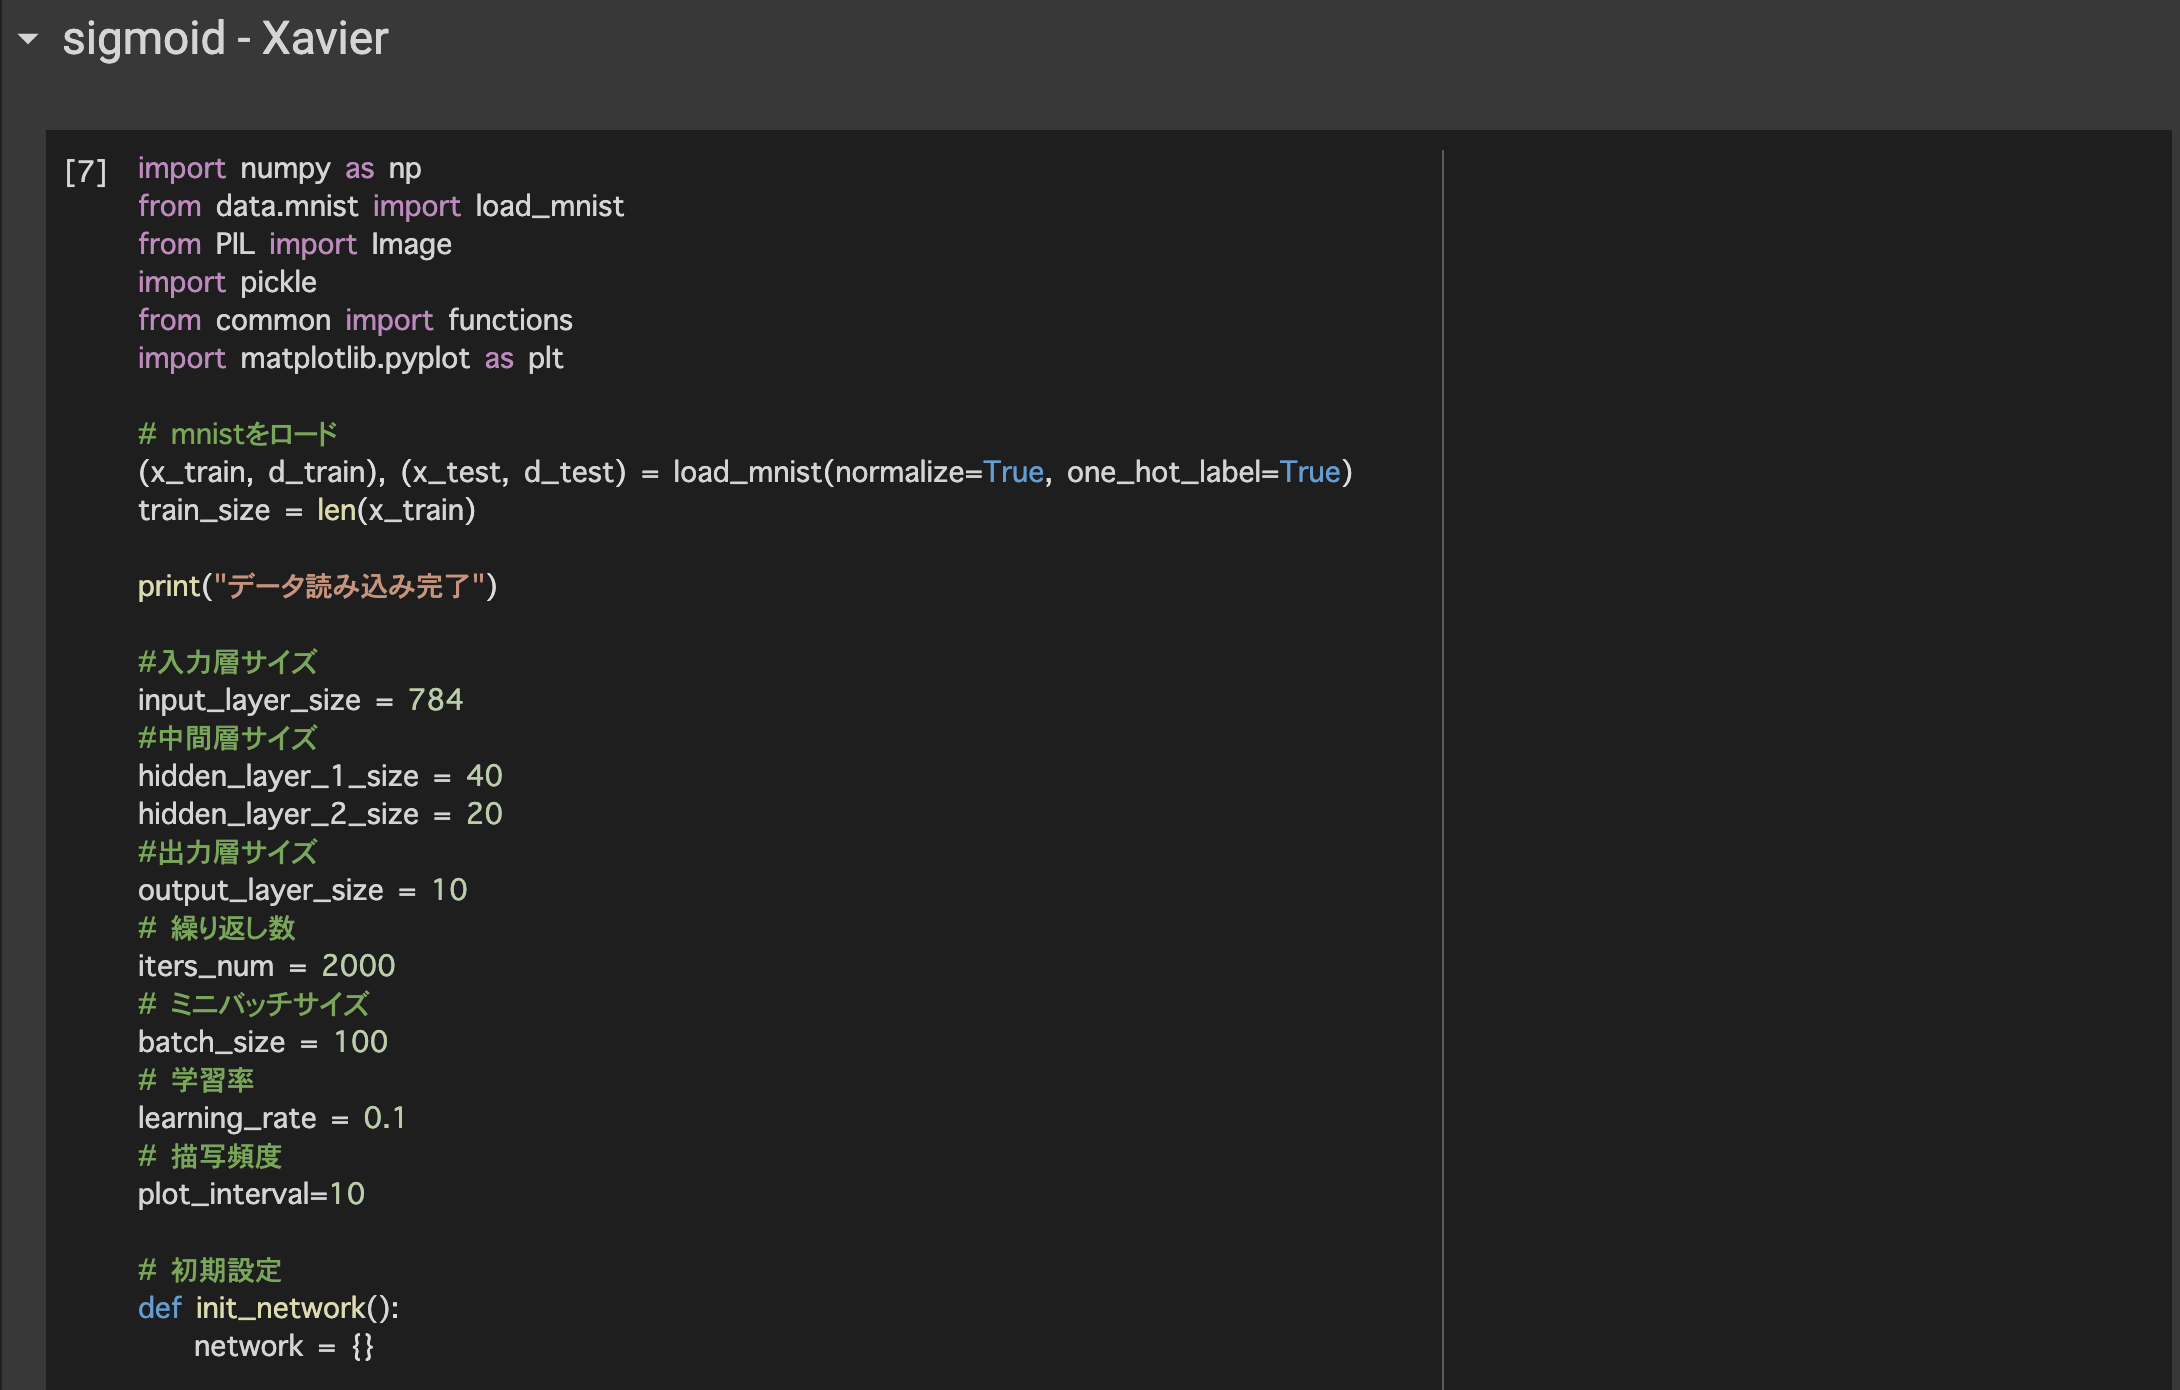 sigmoid - Xavier
[7]
import numpy as np
from data.mnist import load_mnist
from PIL import Image
import pickle
from common import functions
import matplotlib.pyplot as plt
# mnistをロード
(x_train, d_train), (x_test, d_test) = load_mnist(normalize=True, one_hot_label=True)
train_size = len(x_train)
print("データ読み込み完了")
#入力層サイズ
input_layer_size = 784
#中間層サイズ
hidden_layer_1_size = 40
hidden_layer_2_size = 20
#出力層サイズ
output_layer_size = 10
# 繰り返し数
iters_num = 2000
# ミニバッチサイズ
batch_size = 100
# 学習率
learning_rate = 0.1
# 描写頻度
plot_interval=10
# 初期設定
def init_network():
    network = {}